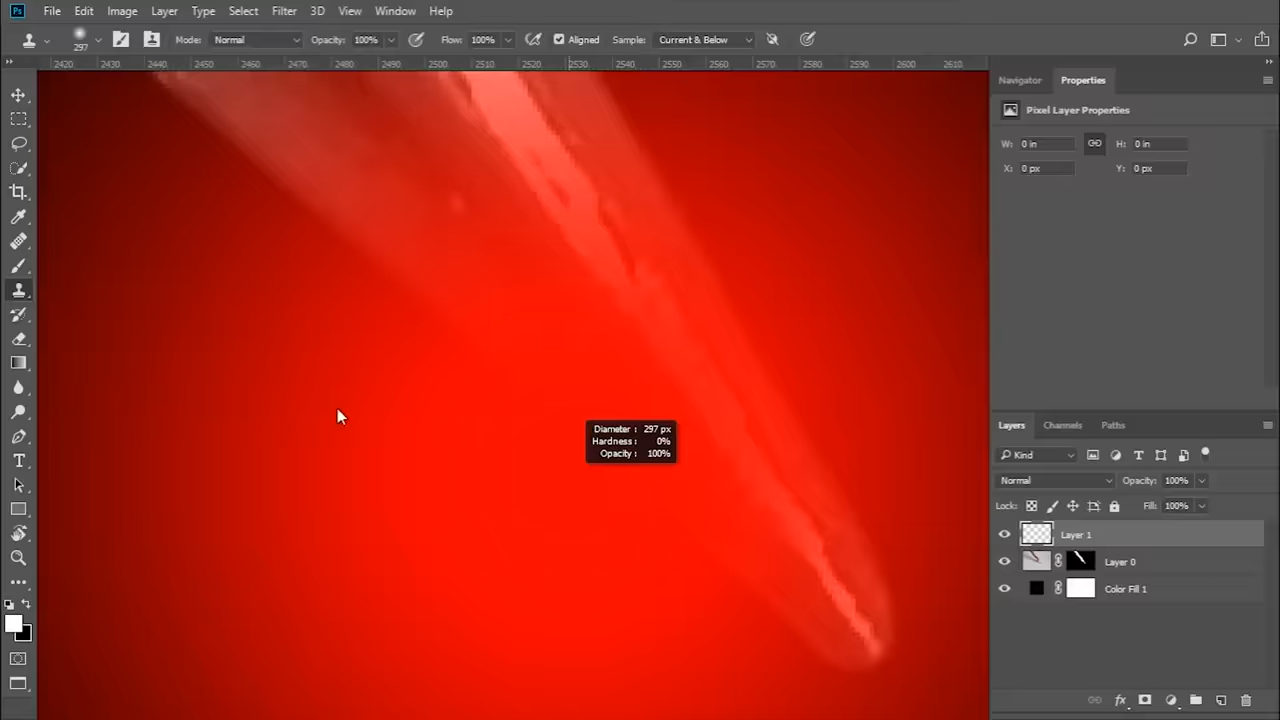 Ps File Edit Image Layer Type Select Filter 3D View Window Help
297 Mode: Normal Opacity: 100% Flow: 100% Aligned Sample: Current & Below
2420 2430 2440 2450 2460 2470 2480 2490 2500 2510 2520 2530 2540 2550 2560 2570 2580 2590 2600 2610
Navigator Properties
Pixel Layer Properties
W: 0 in H: 0 in
X: 0 px Y: 0 px
Diameter : 297 px
Hardness : 0%
Opacity : 100%
Layers Channels Paths
Kind
Normal Opacity: 100%
Lock: Fill: 100%
Layer 1
Layer 0
Color Fill 1